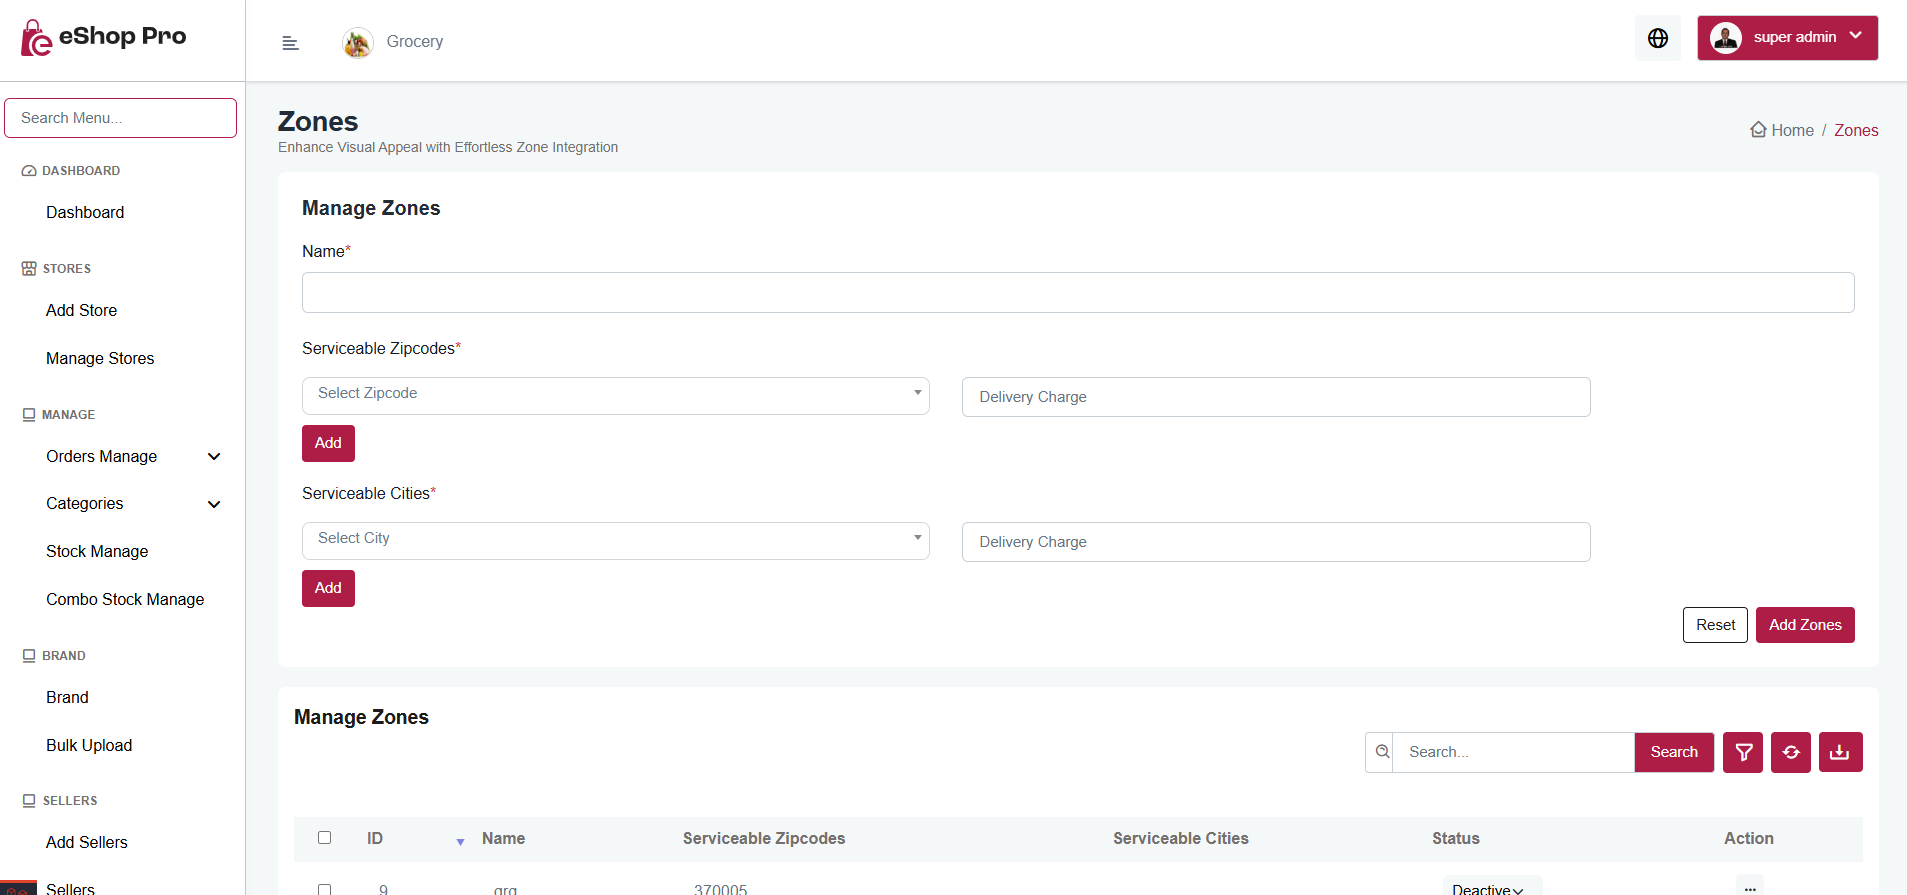 eShop Pro
Grocery
super admin
Search Menu...
DASHBOARD
Dashboard
STORES
Add Store
Manage Stores
MANAGE
Orders Manage
Categories
Stock Manage
Combo Stock Manage
BRAND
Brand
Bulk Upload
SELLERS
Add Sellers
Sellers
Zones
Enhance Visual Appeal with Effortless Zone Integration
Home / Zones
Manage Zones
Name*
Serviceable Zipcodes*
Select Zipcode
Delivery Charge
Add
Serviceable Cities*
Select City
Delivery Charge
Add
Reset
Add Zones
Manage Zones
Search...
Search
ID Name Serviceable Zipcodes Serviceable Cities Status Action
9 370005 Deactive